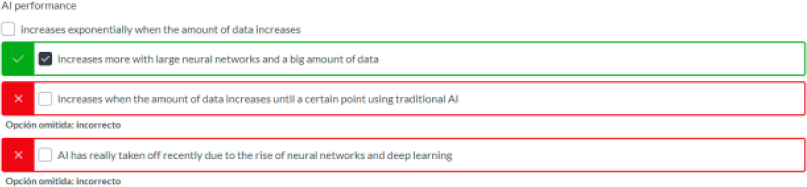 AI performance
increases exponentially when the amount of data increases
increases more with large neural networks and a big amount of data
increases when the amount of data increases until a certain point using traditional AI
Opción omitida: incorrecto
AI has really taken off recently due to the rise of neural networks and deep learning
Opción omitida: incorrecto